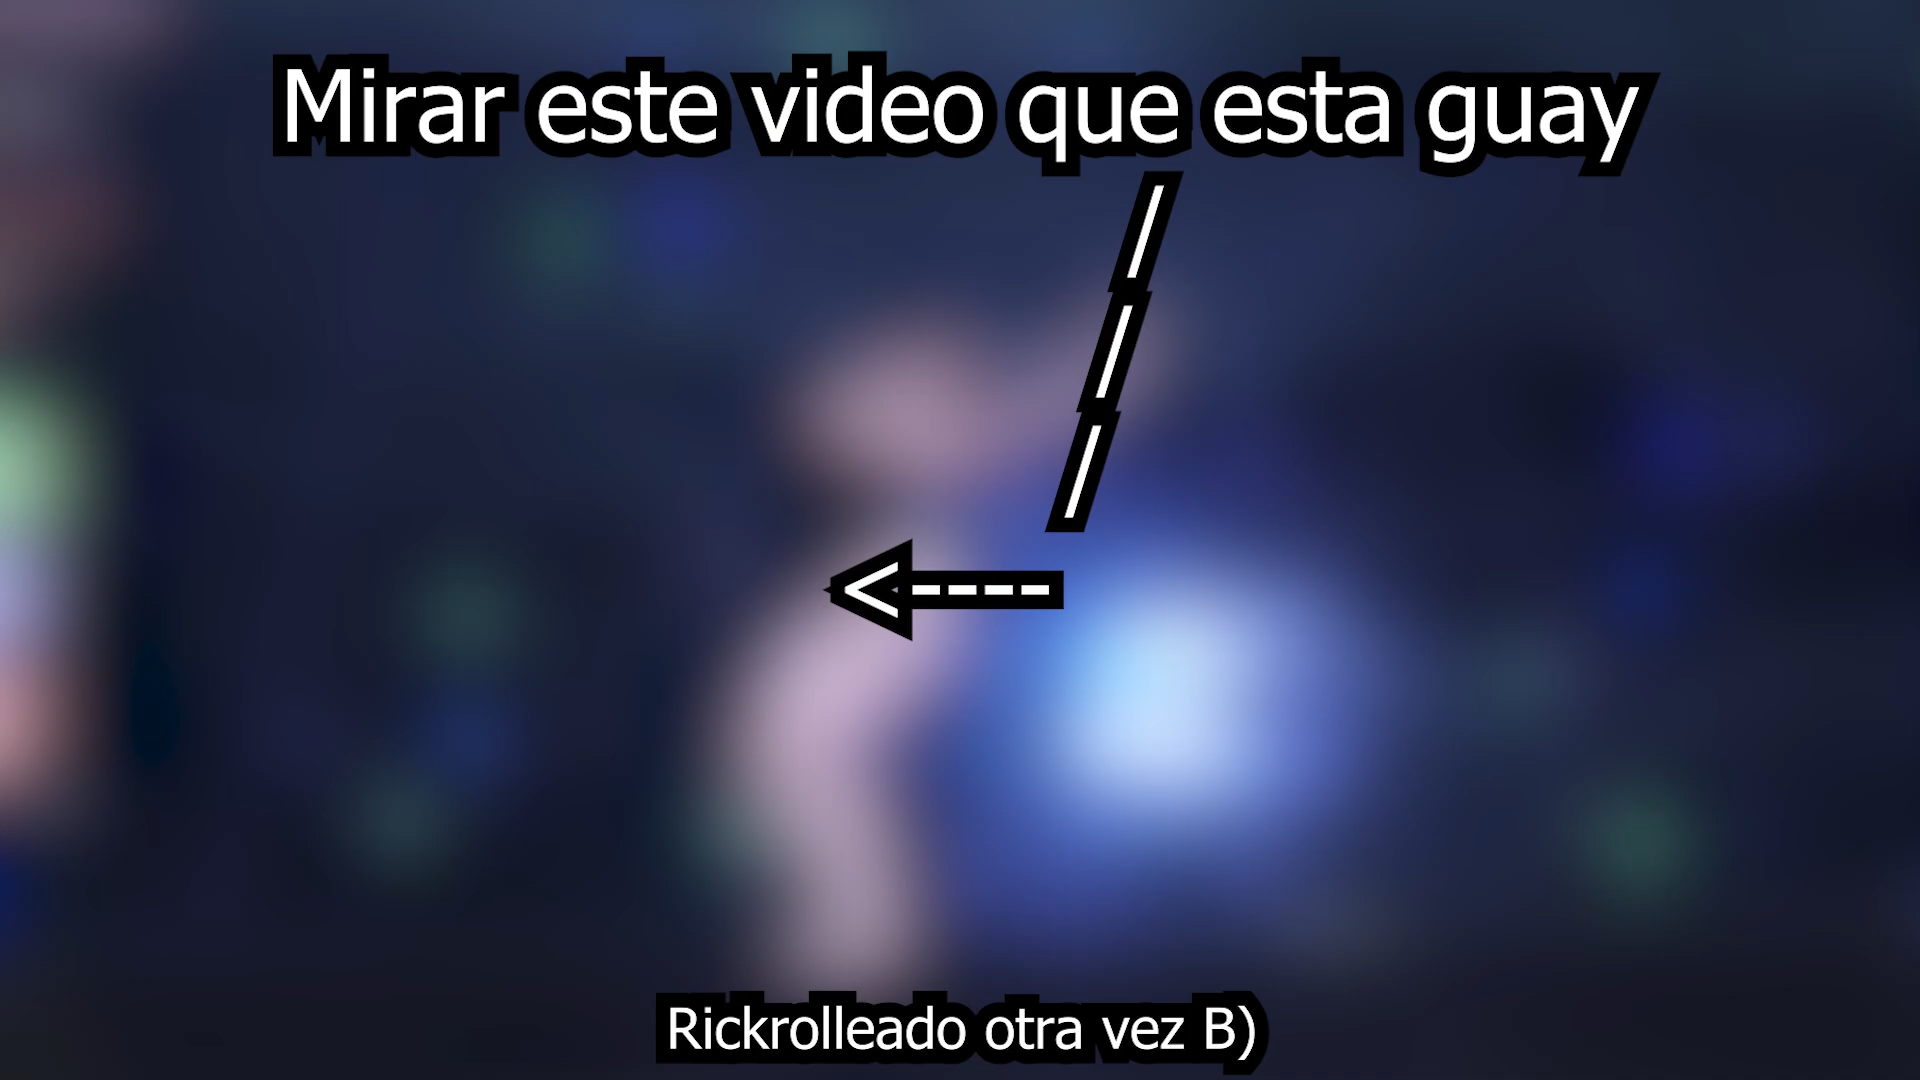 Mirar este video que esta guay
/
/
/
<----
Rickrolleado otra vez B)